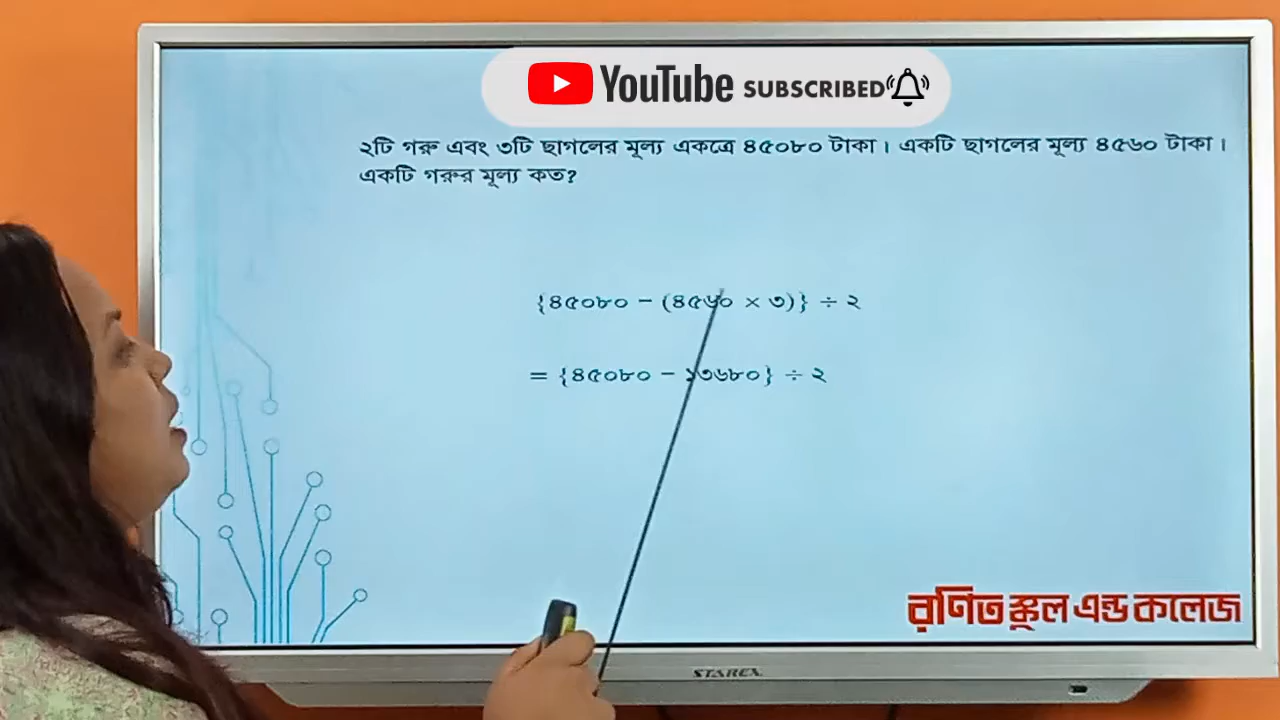 YouTube SUBSCRIBED
২টি গরু এবং ৩টি ছাগলের মূল্য একত্রে ৪৫০৮০ টাকা। একটি ছাগলের মূল্য ৪৫৬০ টাকা।
একটি গরুর মূল্য কত?
{৪৫০৮০ − (৪৫৬০ × ৩)} ÷ ২
= {৪৫০৮০ − ১৩৬৮০} ÷ ২
রণিত স্কুল এন্ড কলেজ
STAREX